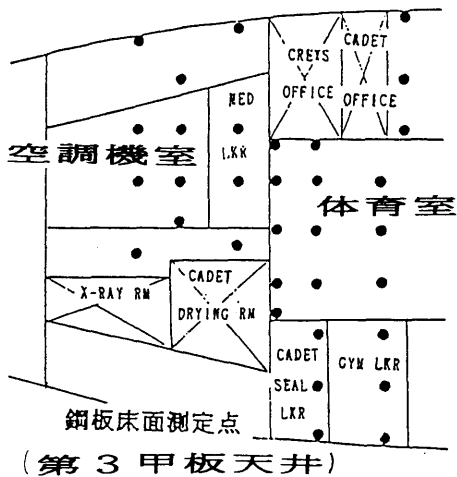 CREYS
OFFICE
CADET
OFFICE
MED
LKR
空調機室
体育室
X-RAY RM
CADET
DRYING RM
CADET
SEAL
LKR
GYM LKR
鋼板床面測定点
(第3甲板天井)